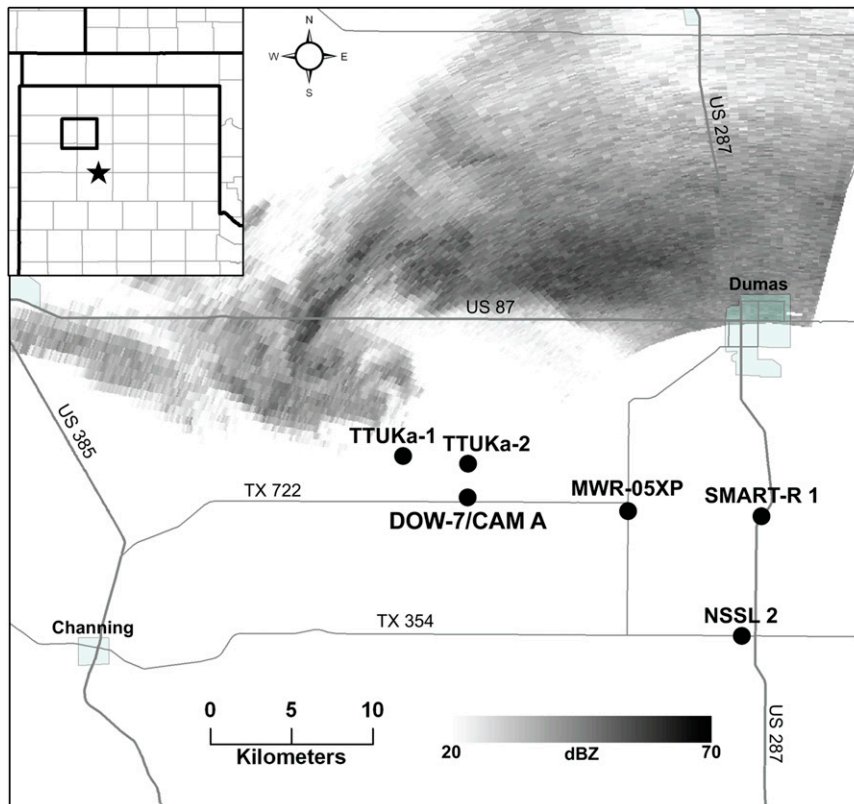 N
W E
S
US 287
Dumas
US 87
US 385
TTUKa-1
TTUKa-2
TX 722
MWR-05XP
SMART-R 1
DOW-7/CAM A
Channing
TX 354
NSSL 2
0 5 10
Kilometers
20 dBZ 70
US 287